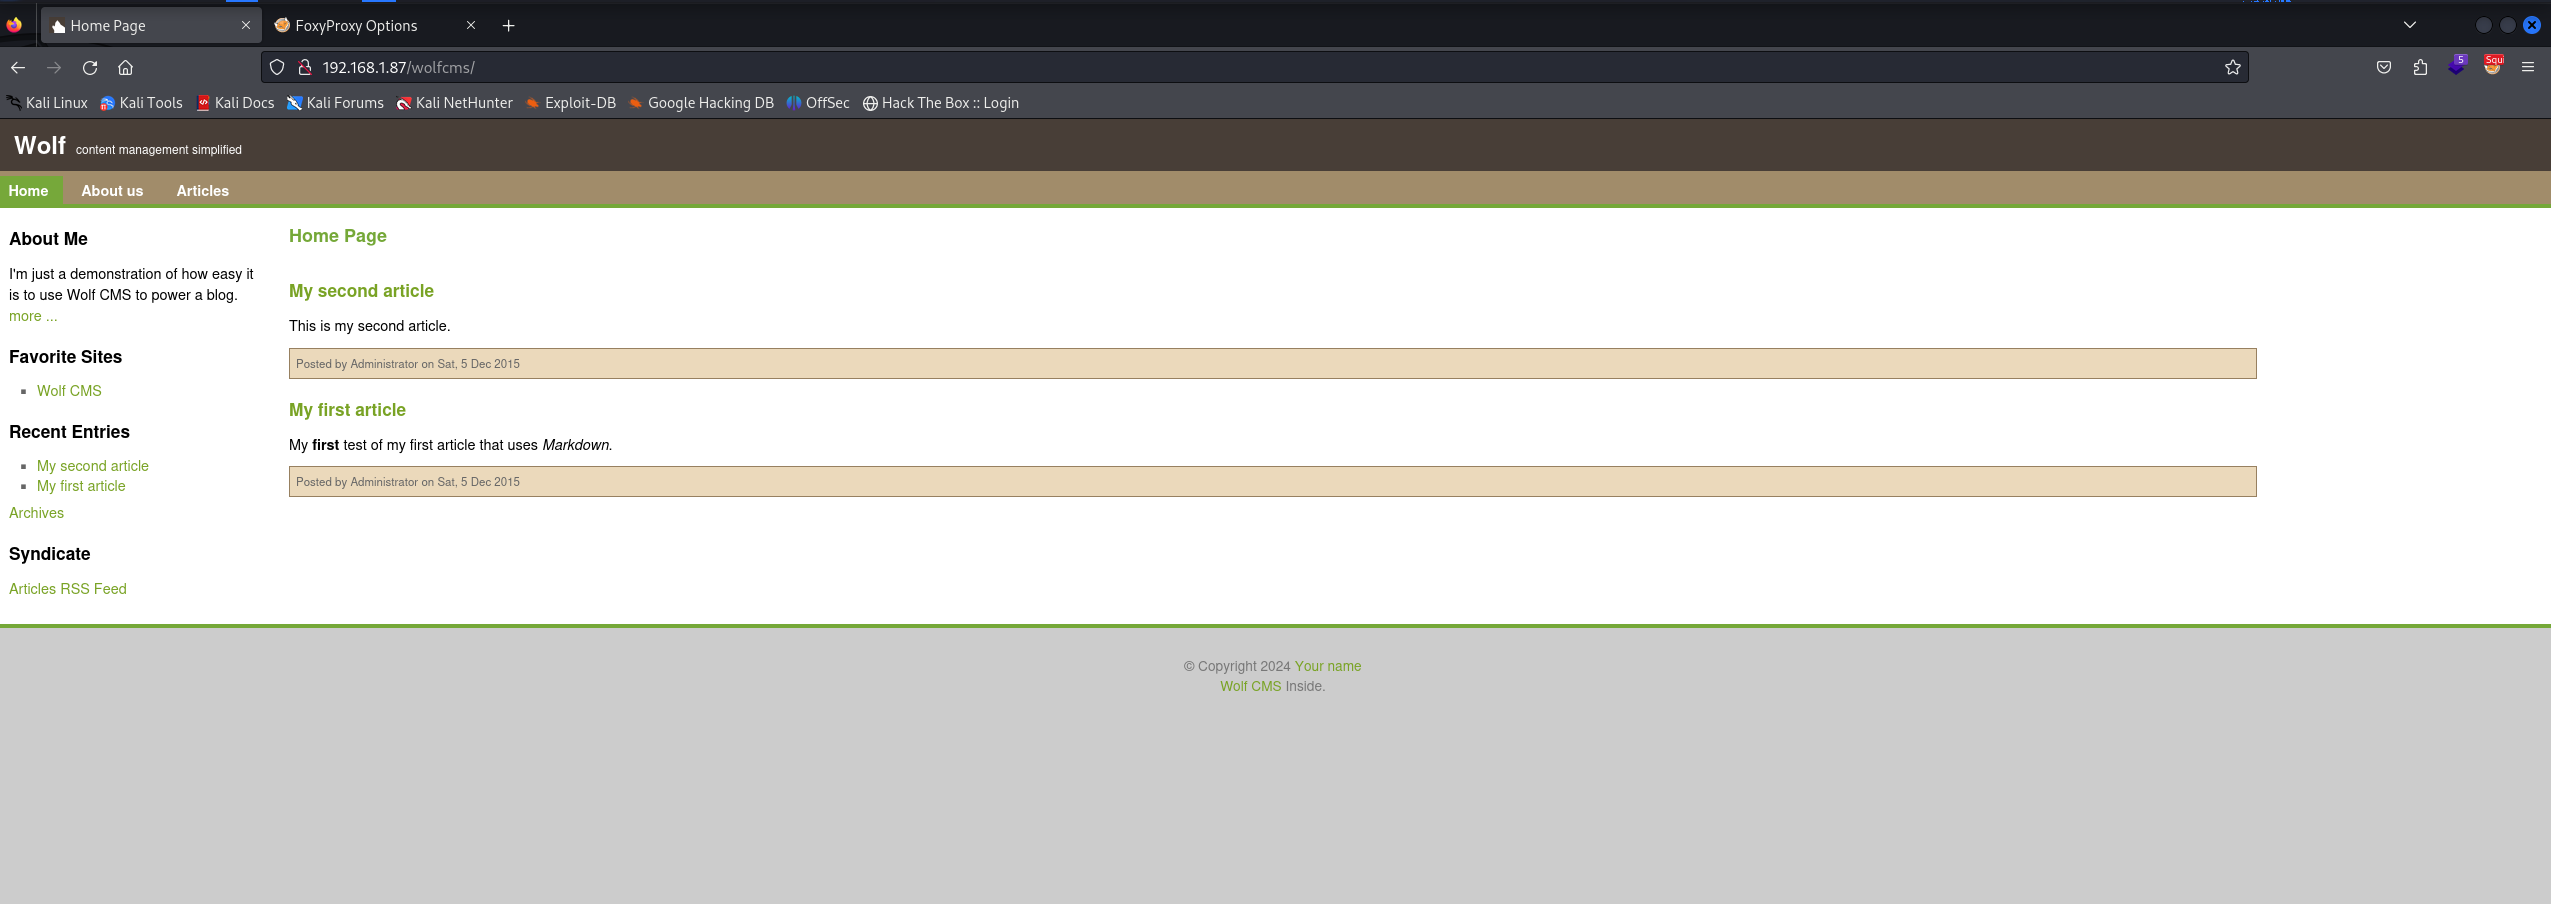 Home Page
FoxyProxy Options
192.168.1.87/wolfcms/
5
Squi
Kali Linux Kali Tools Kali Docs Kali Forums Kali NetHunter Exploit-DB Google Hacking DB OffSec Hack The Box :: Login
Wolf content management simplified
Home About us Articles
About Me
I'm just a demonstration of how easy it
is to use Wolf CMS to power a blog.
more ...
Favorite Sites
Wolf CMS
Recent Entries
My second article
My first article
Archives
Syndicate
Articles RSS Feed
Home Page
My second article
This is my second article.
Posted by Administrator on Sat, 5 Dec 2015
My first article
My first test of my first article that uses Markdown.
Posted by Administrator on Sat, 5 Dec 2015
© Copyright 2024 Your name
Wolf CMS Inside.